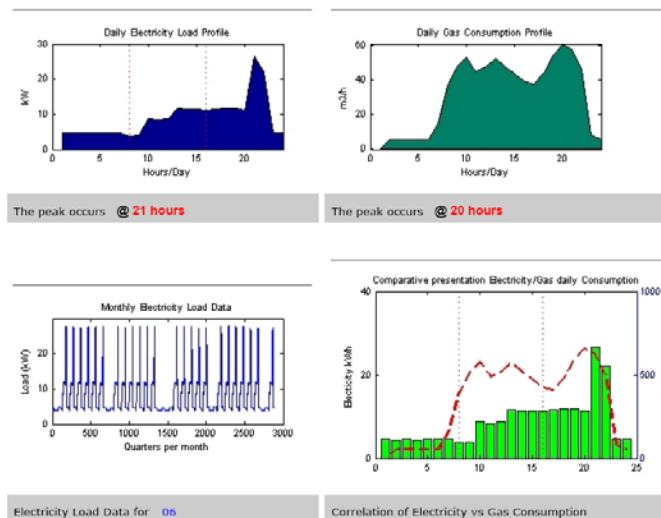 Daily Electricity Load Profile
30
20
10
0
kW
0 5 10 15 20
Hours/Day
The peak occurs @ 21 hours
Daily Gas Consumption Profile
60
40
20
0
m3/h
0 5 10 15 20
Hours/Day
The peak occurs @ 20 hours
Monthly Electricity Load Data
20
10
0
Load (kW)
0 500 1000 1500 2000 2500 3000
Quarters per month
Electricity Load Data for 06
Comparative presentation Electricity/Gas daily Consumption
40
20
0
Electicity kWh
1000
500
0
0 5 10 15 20 25
Correlation of Electricity vs Gas Consumption